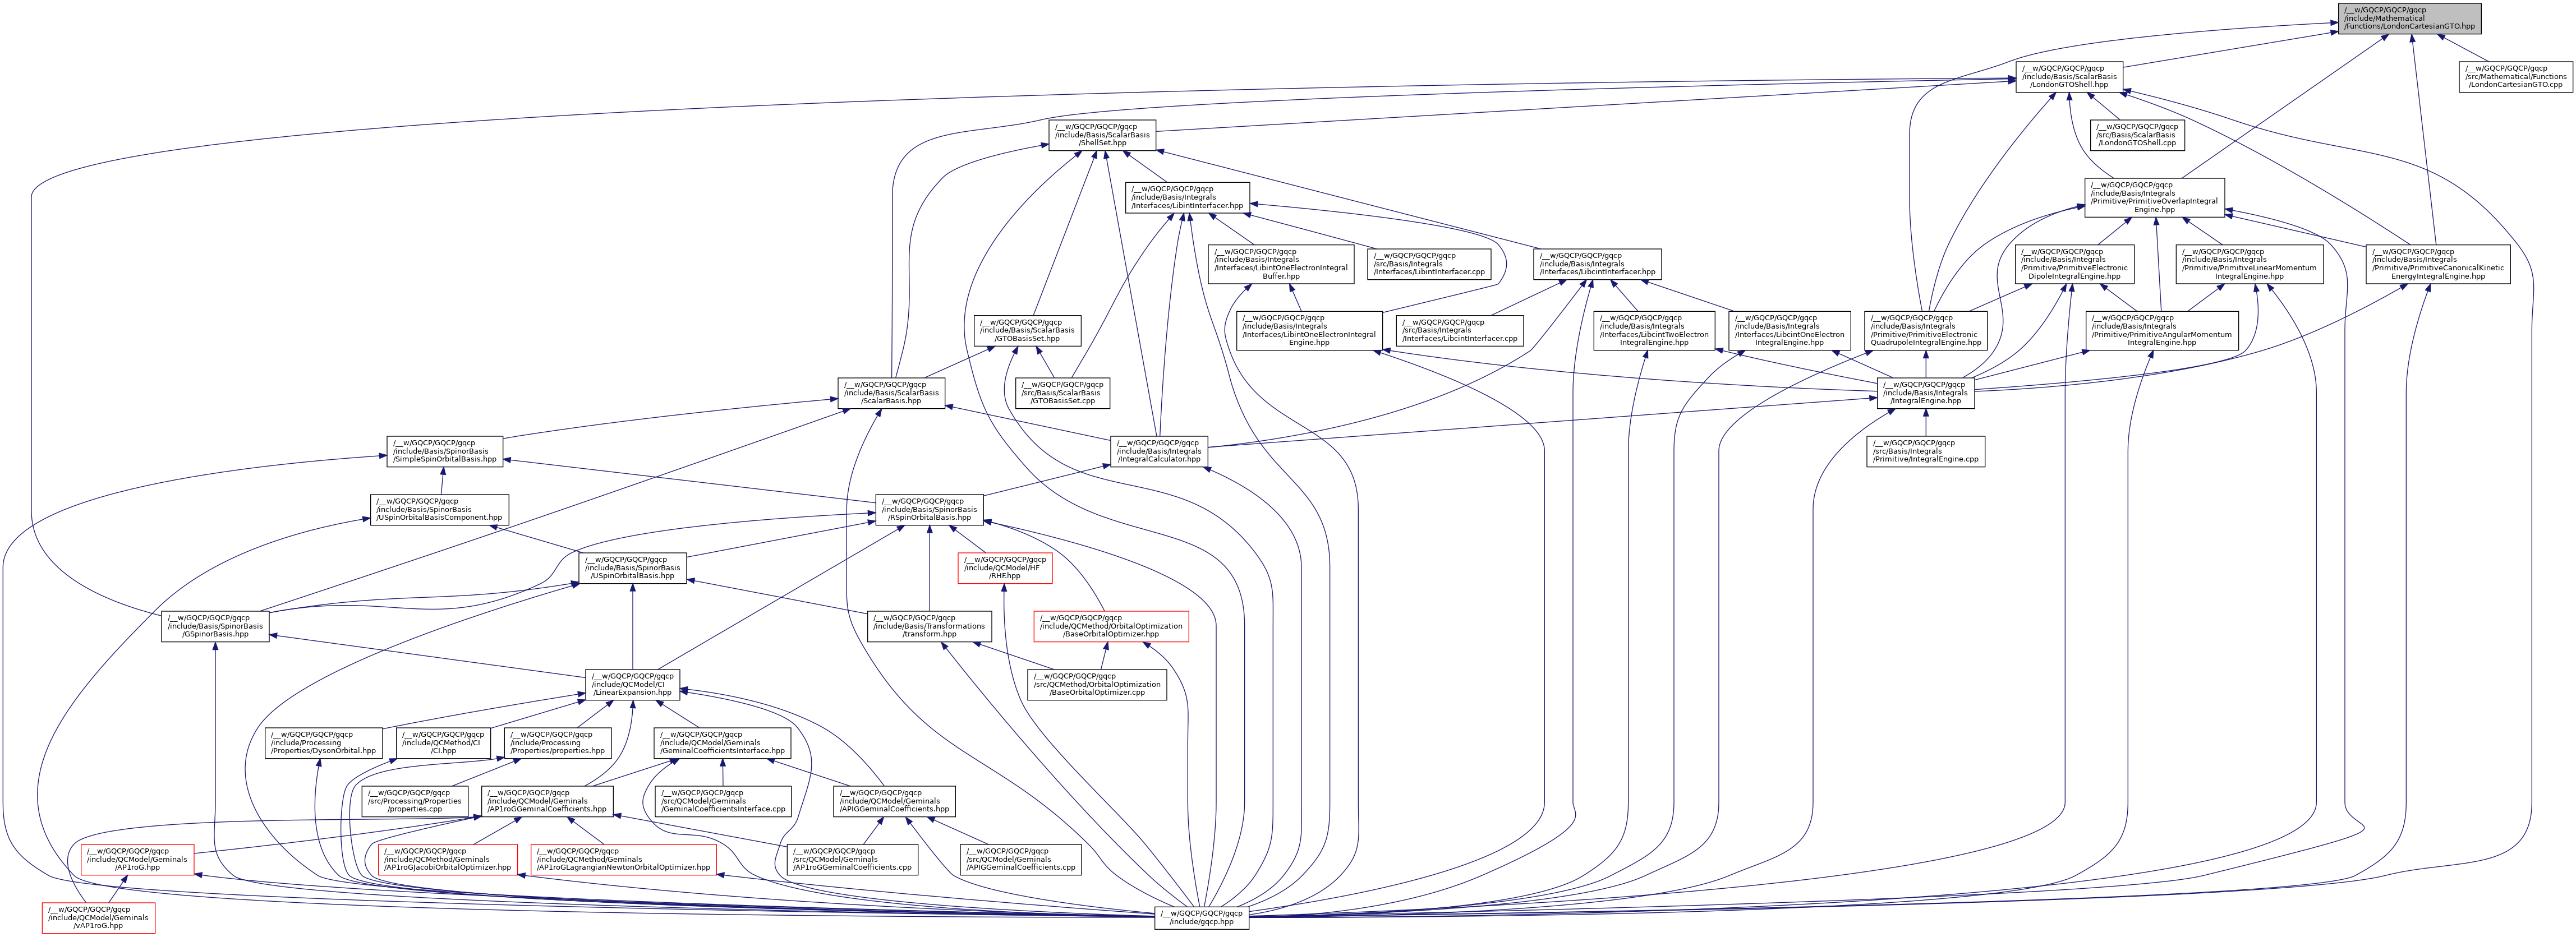 /__w/GQCP/GQCP/gqcp
/include/Mathematical
/Functions/LondonCartesianGTO.hpp
/__w/GQCP/GQCP/gqcp
/include/Basis/ScalarBasis
/LondonGTOShell.hpp
/__w/GQCP/GQCP/gqcp
/src/Mathematical/Functions
/LondonCartesianGTO.cpp
/__w/GQCP/GQCP/gqcp
/include/Basis/ScalarBasis
/ShellSet.hpp
/__w/GQCP/GQCP/gqcp
/src/Basis/ScalarBasis
/LondonGTOShell.cpp
/__w/GQCP/GQCP/gqcp
/include/Basis/Integrals
/Interfaces/LibintInterfacer.hpp
/__w/GQCP/GQCP/gqcp
/include/Basis/Integrals
/Primitive/PrimitiveOverlapIntegral
Engine.hpp
/__w/GQCP/GQCP/gqcp
/include/Basis/Integrals
/Interfaces/LibintOneElectronIntegral
Buffer.hpp
/__w/GQCP/GQCP/gqcp
/src/Basis/Integrals
/Interfaces/LibintInterfacer.cpp
/__w/GQCP/GQCP/gqcp
/include/Basis/Integrals
/Interfaces/LibcintInterfacer.hpp
/__w/GQCP/GQCP/gqcp
/include/Basis/Integrals
/Primitive/PrimitiveElectronic
DipoleIntegralEngine.hpp
/__w/GQCP/GQCP/gqcp
/include/Basis/Integrals
/Primitive/PrimitiveLinearMomentum
IntegralEngine.hpp
/__w/GQCP/GQCP/gqcp
/include/Basis/Integrals
/Primitive/PrimitiveCanonicalKinetic
EnergyIntegralEngine.hpp
/__w/GQCP/GQCP/gqcp
/include/Basis/ScalarBasis
/GTOBasisSet.hpp
/__w/GQCP/GQCP/gqcp
/include/Basis/Integrals
/Interfaces/LibintOneElectronIntegral
Engine.hpp
/__w/GQCP/GQCP/gqcp
/src/Basis/Integrals
/Interfaces/LibcintInterfacer.cpp
/__w/GQCP/GQCP/gqcp
/include/Basis/Integrals
/Interfaces/LibcintTwoElectron
IntegralEngine.hpp
/__w/GQCP/GQCP/gqcp
/include/Basis/Integrals
/Interfaces/LibcintOneElectron
IntegralEngine.hpp
/__w/GQCP/GQCP/gqcp
/include/Basis/Integrals
/Primitive/PrimitiveElectronic
QuadrupoleIntegralEngine.hpp
/__w/GQCP/GQCP/gqcp
/include/Basis/Integrals
/Primitive/PrimitiveAngularMomentum
IntegralEngine.hpp
/__w/GQCP/GQCP/gqcp
/include/Basis/ScalarBasis
/ScalarBasis.hpp
/__w/GQCP/GQCP/gqcp
/src/Basis/ScalarBasis
/GTOBasisSet.cpp
/__w/GQCP/GQCP/gqcp
/include/Basis/Integrals
/IntegralEngine.hpp
/__w/GQCP/GQCP/gqcp
/include/Basis/SpinorBasis
/SimpleSpinOrbitalBasis.hpp
/__w/GQCP/GQCP/gqcp
/include/Basis/Integrals
/IntegralCalculator.hpp
/__w/GQCP/GQCP/gqcp
/src/Basis/Integrals
/Primitive/IntegralEngine.cpp
/__w/GQCP/GQCP/gqcp
/include/Basis/SpinorBasis
/USpinOrbitalBasisComponent.hpp
/__w/GQCP/GQCP/gqcp
/include/Basis/SpinorBasis
/RSpinOrbitalBasis.hpp
/__w/GQCP/GQCP/gqcp
/include/Basis/SpinorBasis
/USpinOrbitalBasis.hpp
/__w/GQCP/GQCP/gqcp
/include/QCModel/HF
/RHF.hpp
/__w/GQCP/GQCP/gqcp
/include/Basis/SpinorBasis
/GSpinorBasis.hpp
/__w/GQCP/GQCP/gqcp
/include/Basis/Transformations
/transform.hpp
/__w/GQCP/GQCP/gqcp
/include/QCMethod/OrbitalOptimization
/BaseOrbitalOptimizer.hpp
/__w/GQCP/GQCP/gqcp
/include/QCModel/CI
/LinearExpansion.hpp
/__w/GQCP/GQCP/gqcp
/src/QCMethod/OrbitalOptimization
/BaseOrbitalOptimizer.cpp
/__w/GQCP/GQCP/gqcp
/include/Processing
/Properties/DysonOrbital.hpp
/__w/GQCP/GQCP/gqcp
/include/QCMethod/CI
/CI.hpp
/__w/GQCP/GQCP/gqcp
/include/Processing
/Properties/properties.hpp
/__w/GQCP/GQCP/gqcp
/include/QCModel/Geminals
/GeminalCoefficientsInterface.hpp
/__w/GQCP/GQCP/gqcp
/src/Processing/Properties
/properties.cpp
/__w/GQCP/GQCP/gqcp
/include/QCModel/Geminals
/AP1roGGeminalCoefficients.hpp
/__w/GQCP/GQCP/gqcp
/src/QCModel/Geminals
/GeminalCoefficientsInterface.cpp
/__w/GQCP/GQCP/gqcp
/include/QCModel/Geminals
/APIGGeminalCoefficients.hpp
/__w/GQCP/GQCP/gqcp
/include/QCModel/Geminals
/AP1roG.hpp
/__w/GQCP/GQCP/gqcp
/include/QCMethod/Geminals
/AP1roGJacobiOrbitalOptimizer.hpp
/__w/GQCP/GQCP/gqcp
/include/QCMethod/Geminals
/AP1roGLagrangianNewtonOrbitalOptimizer.hpp
/__w/GQCP/GQCP/gqcp
/src/QCModel/Geminals
/AP1roGGeminalCoefficients.cpp
/__w/GQCP/GQCP/gqcp
/src/QCModel/Geminals
/APIGGeminalCoefficients.cpp
/__w/GQCP/GQCP/gqcp
/include/QCModel/Geminals
/vAP1roG.hpp
/__w/GQCP/GQCP/gqcp
/include/gqcp.hpp